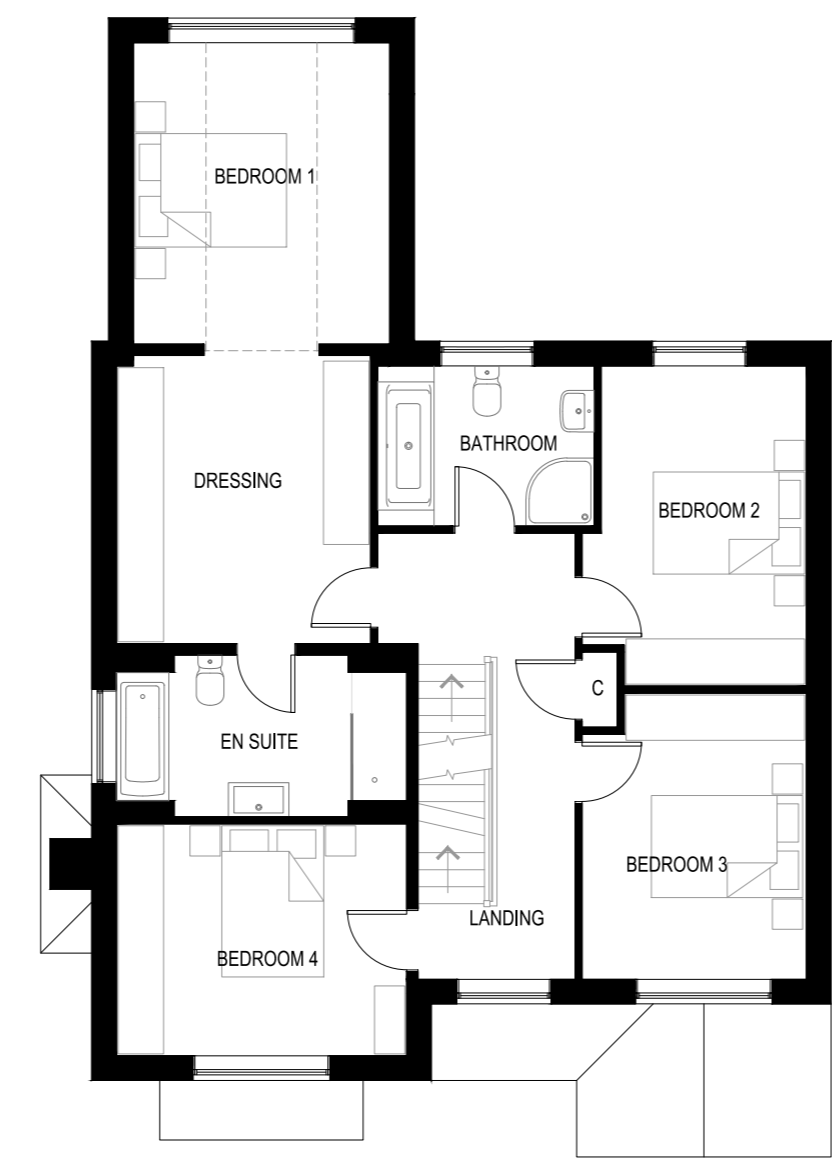 BEDROOM 1
BATHROOM
DRESSING
BEDROOM 2
C
EN SUITE
BEDROOM 3
LANDING
BEDROOM 4